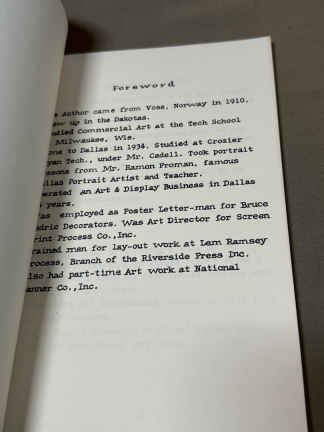 Foreword
Author came from Voss, Norway in 1910.
up in the Dakotas.
Commercial Art at the Tech School
Milwaukee, Wis.
to Dallas in 1934. Studied at Crozier
Tech., under Mr. Cadell. Took portrait
from Mr. Ramon Froman, famous
Portrait Artist and Teacher.
an Art & Display Business in Dallas
years.
employed as Poster Letter-man for Bruce
Decorators. Was Art Director for Screen
Process Co.,Inc.
men for lay-out work at Lem Ramsey
Process, Branch of the Riverside Press Inc.
had part-time Art work at National
Co.,Inc.